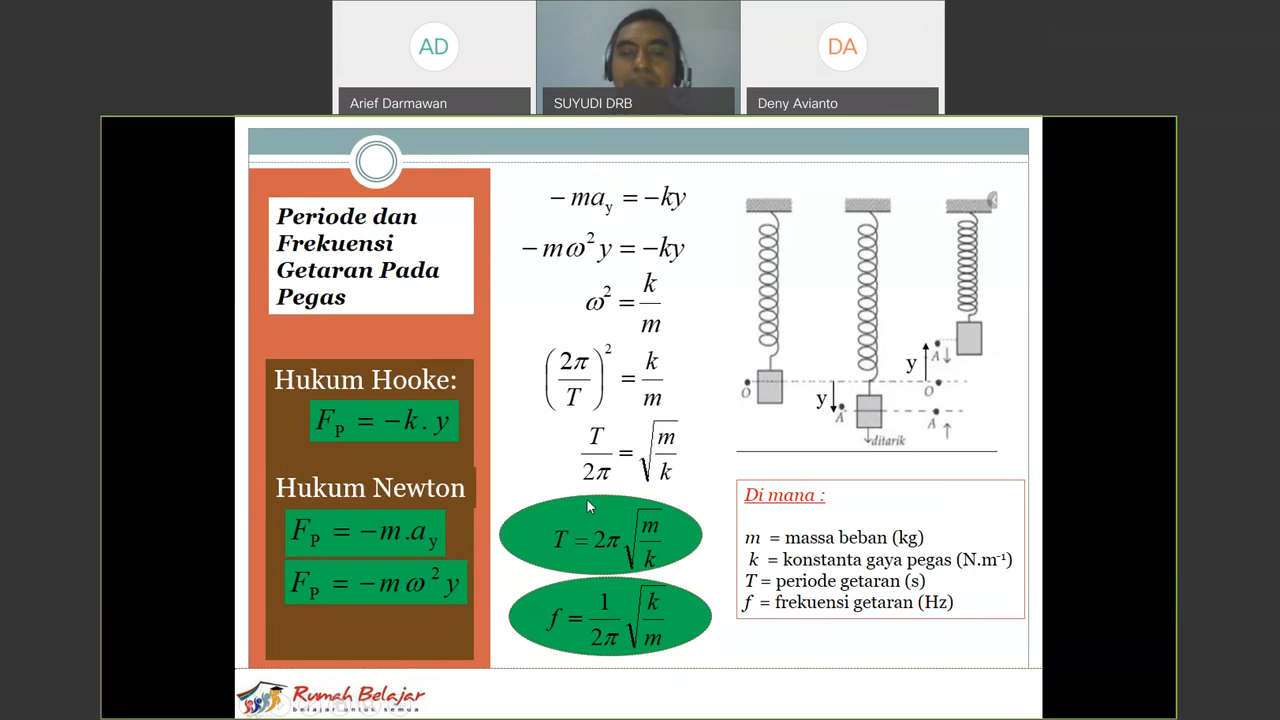 AD
DA
Arief Darmawan
SUYUDI DRB
Deny Avianto
Periode dan
Frekuensi
Getaran Pada
Pegas
Hukum Hooke:
F_P = −k . y
Hukum Newton
F_P = −m .a_y
F_P = −m ω² y
− ma_y = −ky
− mω² y = −ky
ω² = k/m
(2π/T)² = k/m
T/2π = √(m/k)
T = 2π√(m/k)
f = 1/2π √(k/m)
O
y
A
ditarik
y
A
O
A
Di mana :
m = massa beban (kg)
k = konstanta gaya pegas (N.m⁻¹)
T = periode getaran (s)
f = frekuensi getaran (Hz)
Rumah Belajar
belajar untuk semua